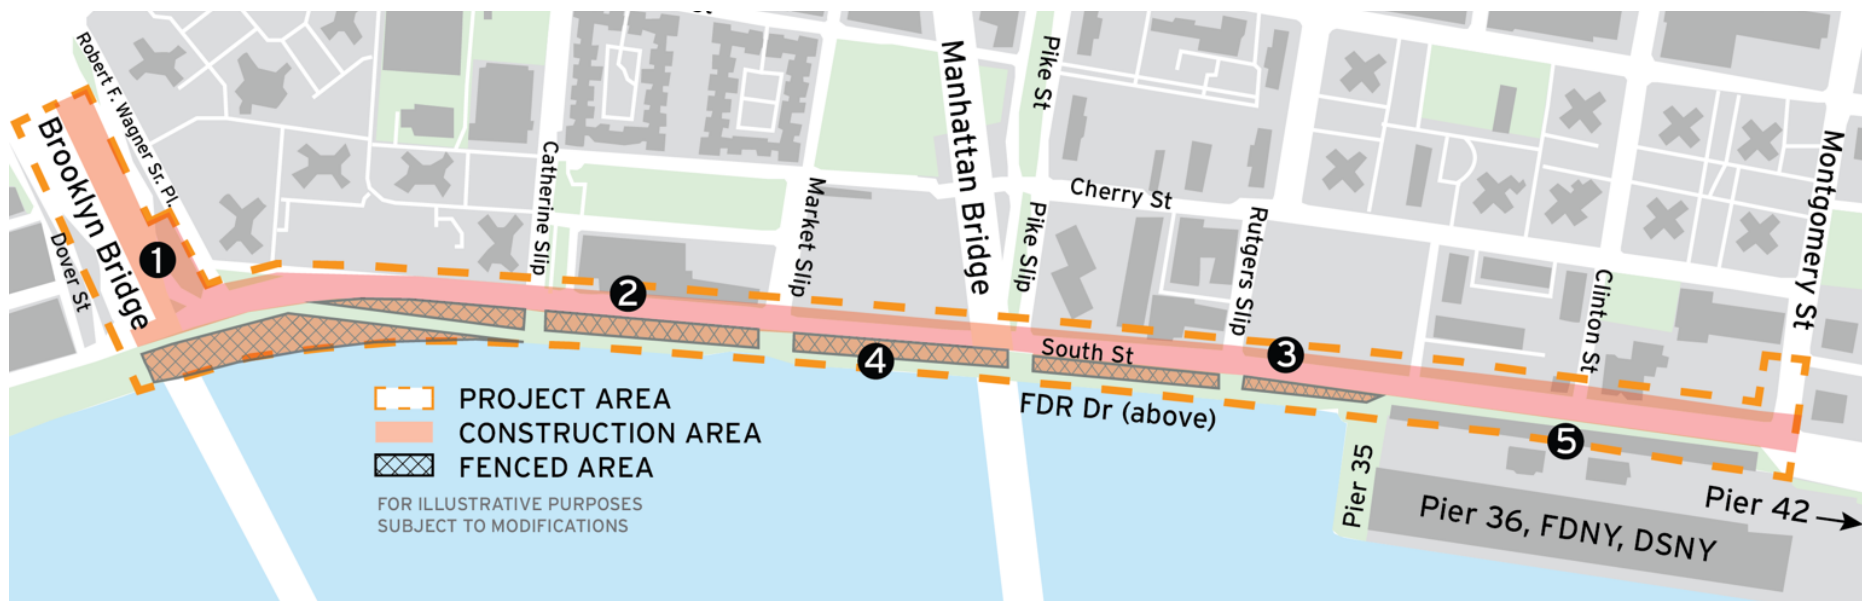 Robert F. Wagner Sr. Pl.
Brooklyn Bridge
Dover St
Catherine Slip
Market Slip
Manhattan Bridge
Pike St
Pike Slip
Cherry St
Rutgers Slip
Clinton St
Montgomery St
1
2
3
4
5
South St
FDR Dr (above)
Pier 35
Pier 36, FDNY, DSNY
Pier 42
PROJECT AREA
CONSTRUCTION AREA
FENCED AREA
FOR ILLUSTRATIVE PURPOSES
SUBJECT TO MODIFICATIONS